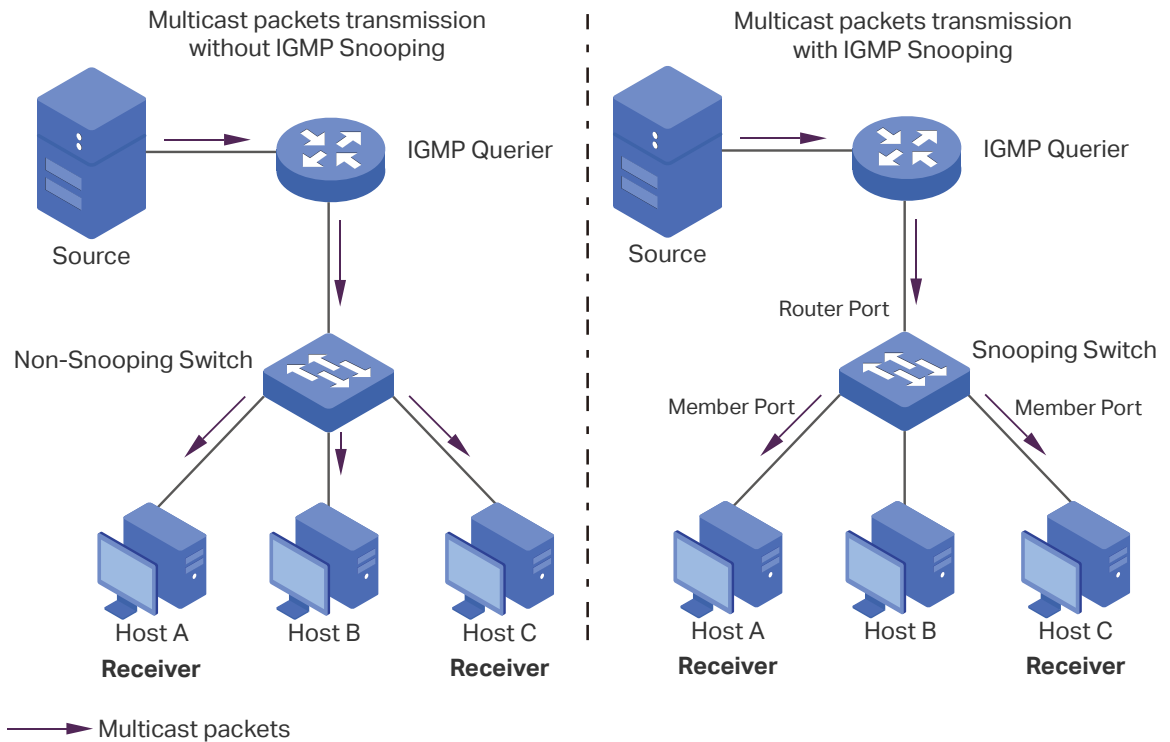 Multicast packets transmission
without IGMP Snooping
Source
IGMP Querier
Non-Snooping Switch
Host A
Receiver
Host B
Host C
Receiver
Multicast packets transmission
with IGMP Snooping
Source
IGMP Querier
Router Port
Snooping Switch
Member Port
Member Port
Host A
Receiver
Host B
Host C
Receiver
Multicast packets